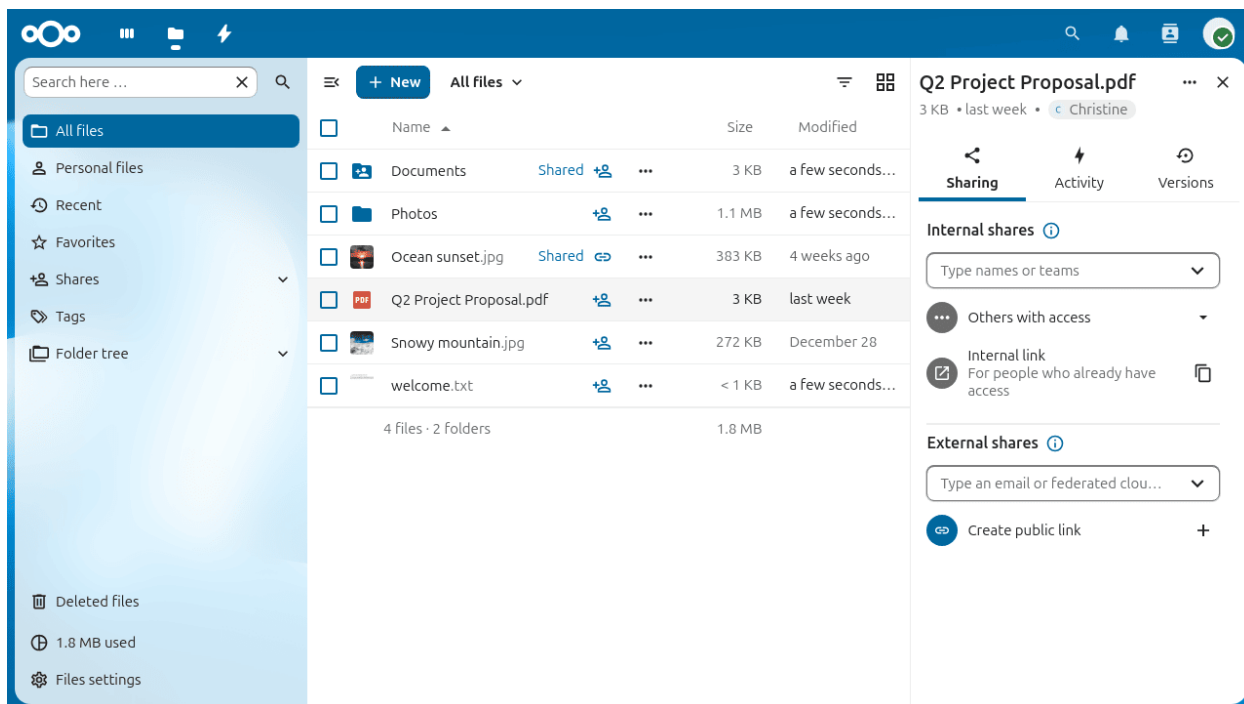 Search here ...
All files
Personal files
Recent
Favorites
Shares
Tags
Folder tree
Deleted files
1.8 MB used
Files settings
+ New
All files
Name
Size
Modified
Documents Shared 3 KB a few seconds…
Photos 1.1 MB a few seconds…
Ocean sunset.jpg Shared 383 KB 4 weeks ago
PDF Q2 Project Proposal.pdf 3 KB last week
Snowy mountain.jpg 272 KB December 28
welcome.txt < 1 KB a few seconds…
4 files · 2 folders 1.8 MB
Q2 Project Proposal.pdf
3 KB • last week • C Christine
Sharing
Activity
Versions
Internal shares
Type names or teams
Others with access
Internal link
For people who already have
access
External shares
Type an email or federated clou…
Create public link